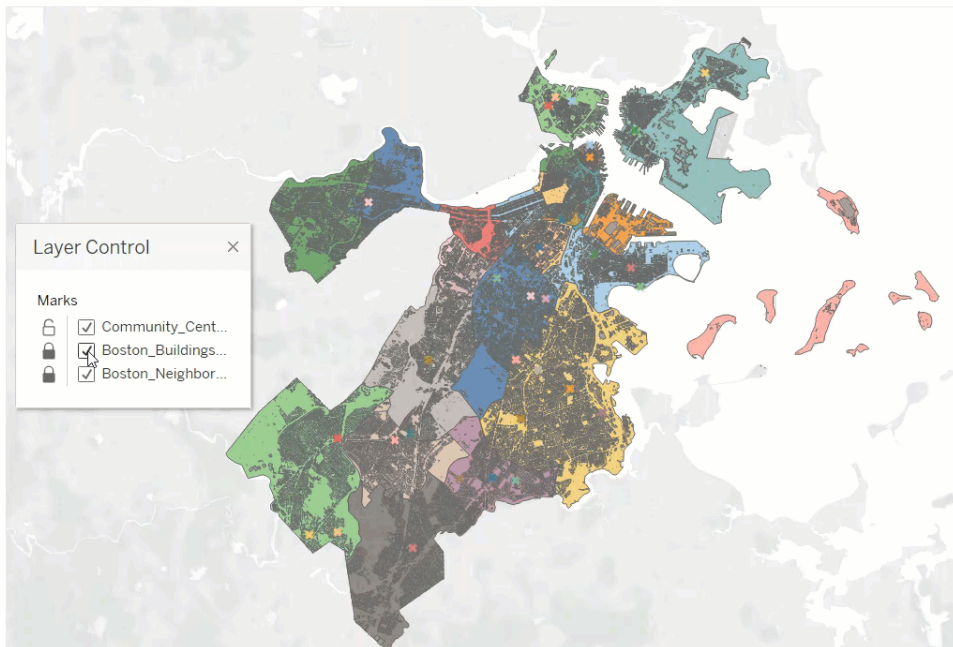 Layer Control
Marks
Community_Cent...
Boston_Buildings...
Boston_Neighbor...